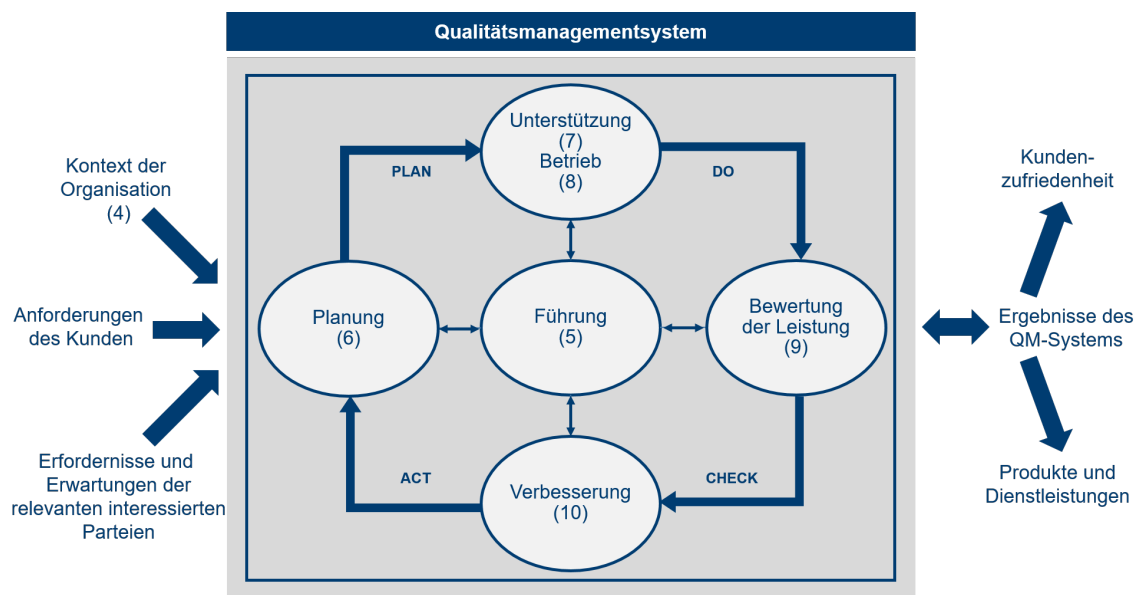 Qualitätsmanagementsystem
Kontext der
Organisation
(4)
Anforderungen
des Kunden
Erfordernisse und
Erwartungen der
relevanten interessierten
Parteien
Unterstützung
(7)
Betrieb
(8)
PLAN
DO
Planung
(6)
Führung
(5)
Bewertung
der Leistung
(9)
ACT
CHECK
Verbesserung
(10)
Kunden-
zufriedenheit
Ergebnisse des
QM-Systems
Produkte und
Dienstleistungen